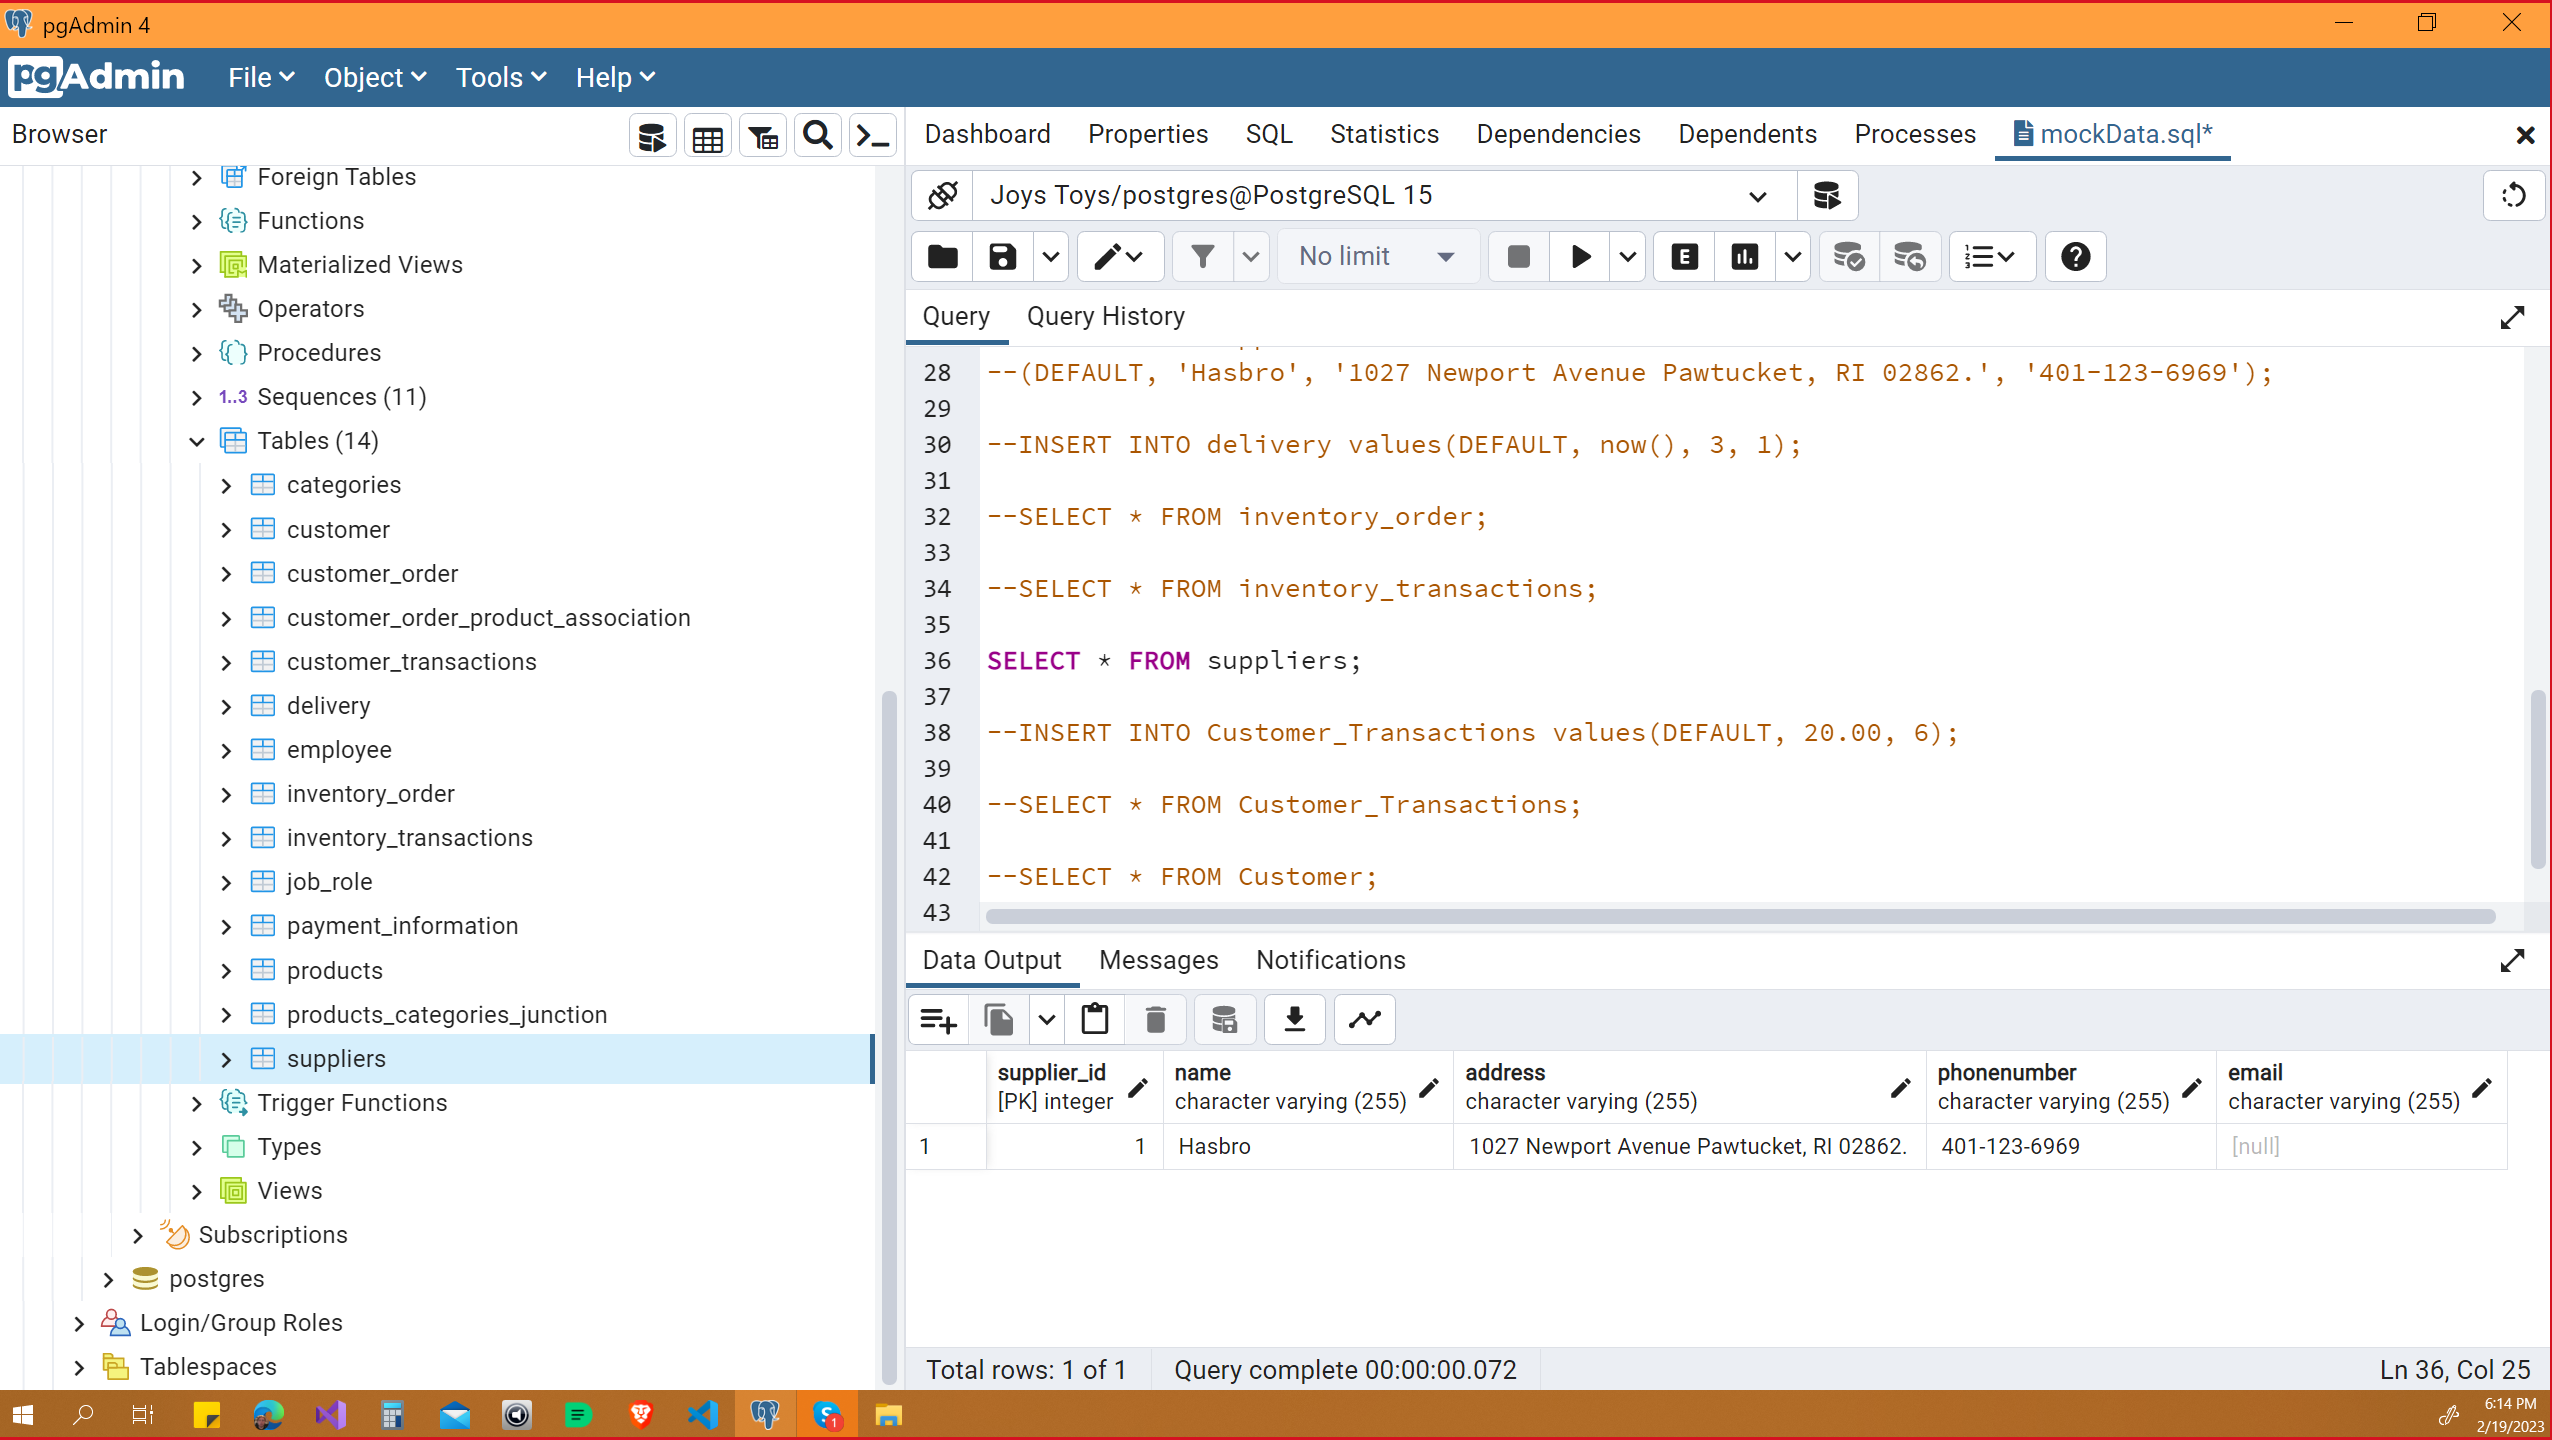 pgAdmin 4
pgAdmin File Object Tools Help
Browser
Foreign Tables
Functions
Materialized Views
Operators
Procedures
1..3 Sequences (11)
Tables (14)
categories
customer
customer_order
customer_order_product_association
customer_transactions
delivery
employee
inventory_order
inventory_transactions
job_role
payment_information
products
products_categories_junction
suppliers
Trigger Functions
Types
Views
Subscriptions
postgres
Login/Group Roles
Tablespaces
Dashboard Properties SQL Statistics Dependencies Dependents Processes mockData.sql*
Joys Toys/postgres@PostgreSQL 15
No limit E
Query Query History
28 --(DEFAULT, 'Hasbro', '1027 Newport Avenue Pawtucket, RI 02862.', '401-123-6969');
29
30 --INSERT INTO delivery values(DEFAULT, now(), 3, 1);
31
32 --SELECT * FROM inventory_order;
33
34 --SELECT * FROM inventory_transactions;
35
36 SELECT * FROM suppliers;
37
38 --INSERT INTO Customer_Transactions values(DEFAULT, 20.00, 6);
39
40 --SELECT * FROM Customer_Transactions;
41
42 --SELECT * FROM Customer;
43
Data Output Messages Notifications
supplier_id name address phonenumber email
[PK] integer character varying (255) character varying (255) character varying (255) character varying (255)
1 1 Hasbro 1027 Newport Avenue Pawtucket, RI 02862. 401-123-6969 [null]
Total rows: 1 of 1 Query complete 00:00:00.072 Ln 36, Col 25
S 1
6:14 PM
2/19/2023